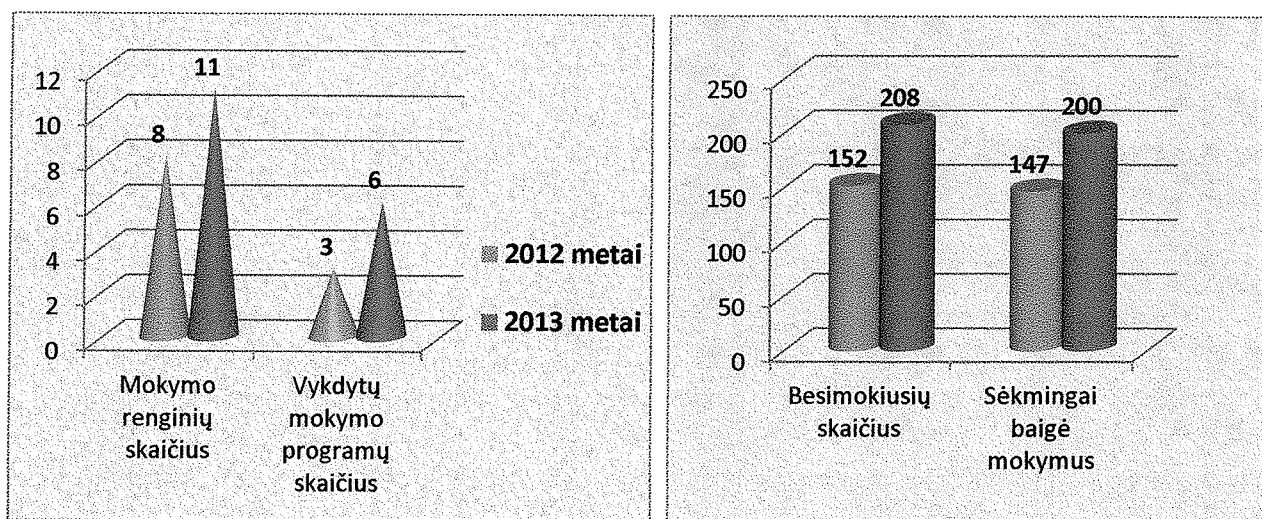 12
10
8
6
4
2
0
8
11
3
6
Mokymo
renginių
skaičius
Vykdytų
mokymo
programų
skaičius
2012 metai
2013 metai
250
200
150
100
50
0
152
208
147
200
Besimokiusių
skaičius
Sėkmingai
baigė
mokymus